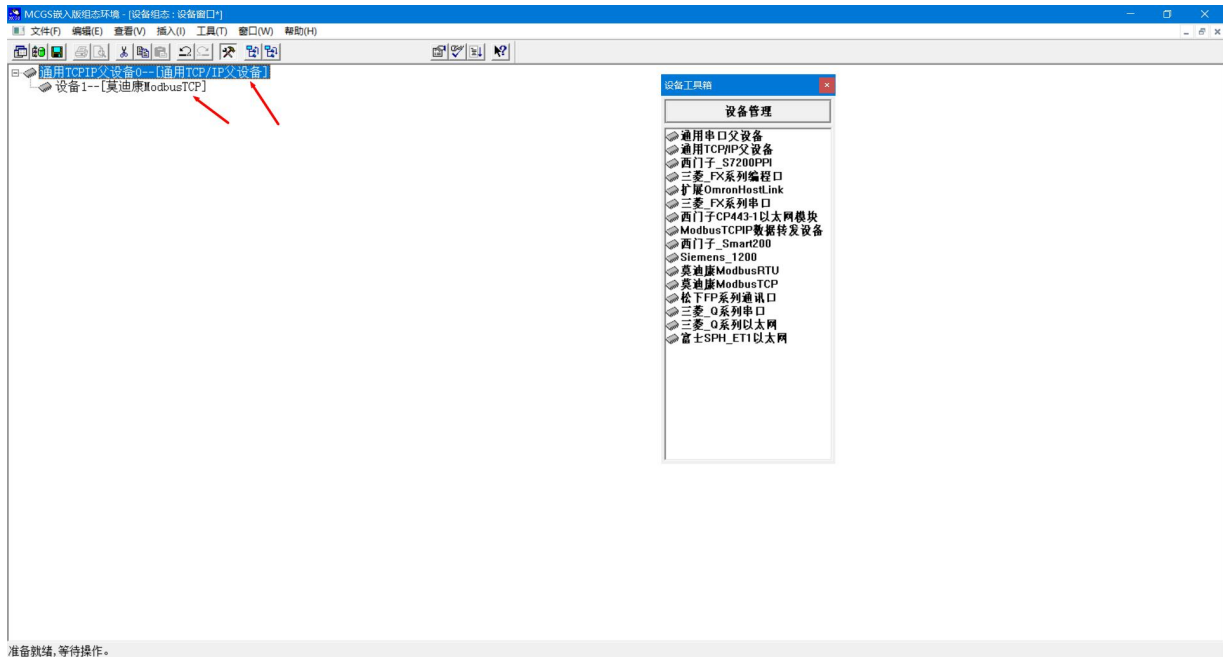 MCGS嵌入版组态环境 - [设备组态 : 设备窗口*]
文件(F) 编辑(E) 查看(V) 插入(I) 工具(T) 窗口(W) 帮助(H)
通用TCPIP父设备0--[通用TCP/IP父设备]
设备1--[莫迪康ModbusTCP]
设备工具箱
设备管理
通用串口父设备
通用TCP/IP父设备
西门子_S7200PPI
三菱_FX系列编程口
扩展OmronHostLink
三菱_FX系列串口
西门子CP443-1以太网模块
ModbusTCPIP数据转发设备
西门子_Smart200
Siemens_1200
莫迪康ModbusRTU
莫迪康ModbusTCP
松下FP系列通讯口
三菱_Q系列串口
三菱_Q系列以太网
富士SPH_ET1以太网
准备就绪,等待操作。